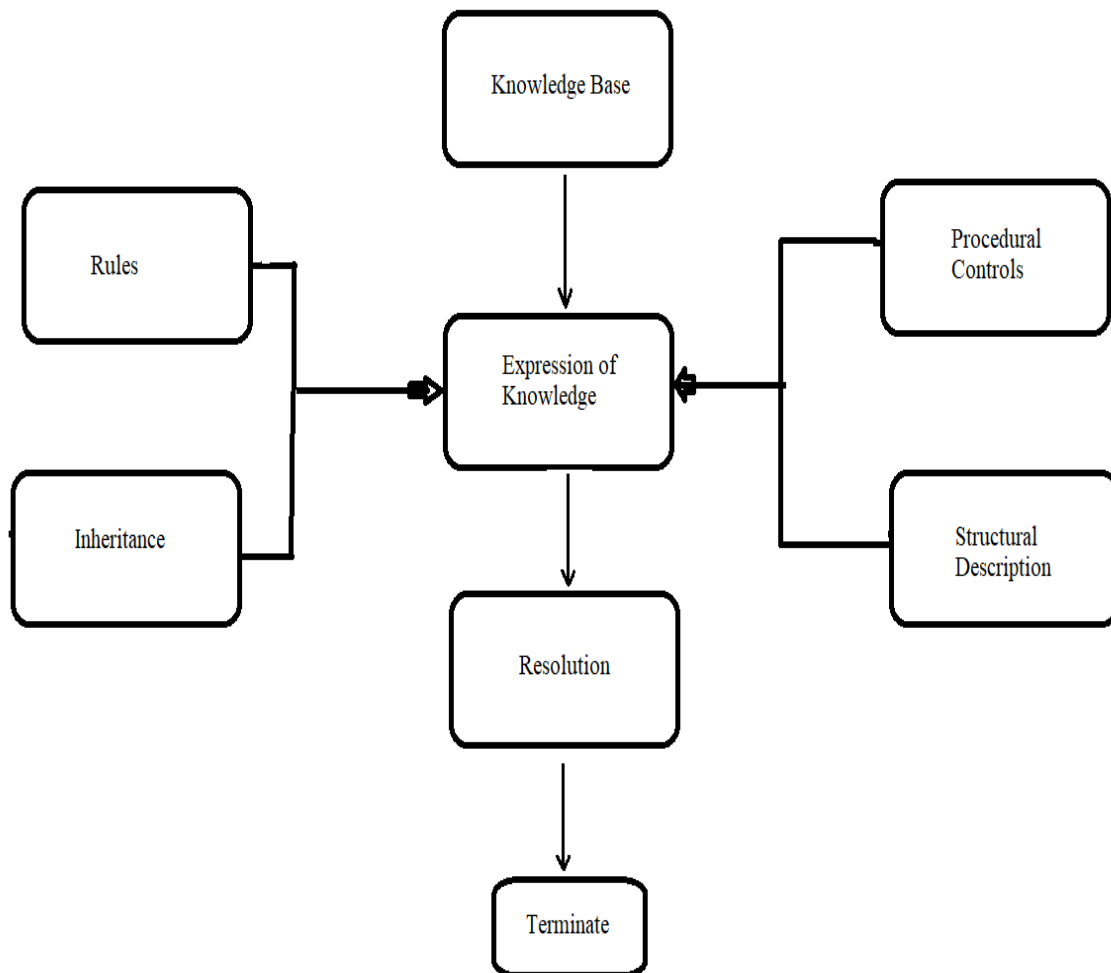 Knowledge Base
Rules
Procedural
Controls
Expression of
Knowledge
Inheritance
Structural
Description
Resolution
Terminate